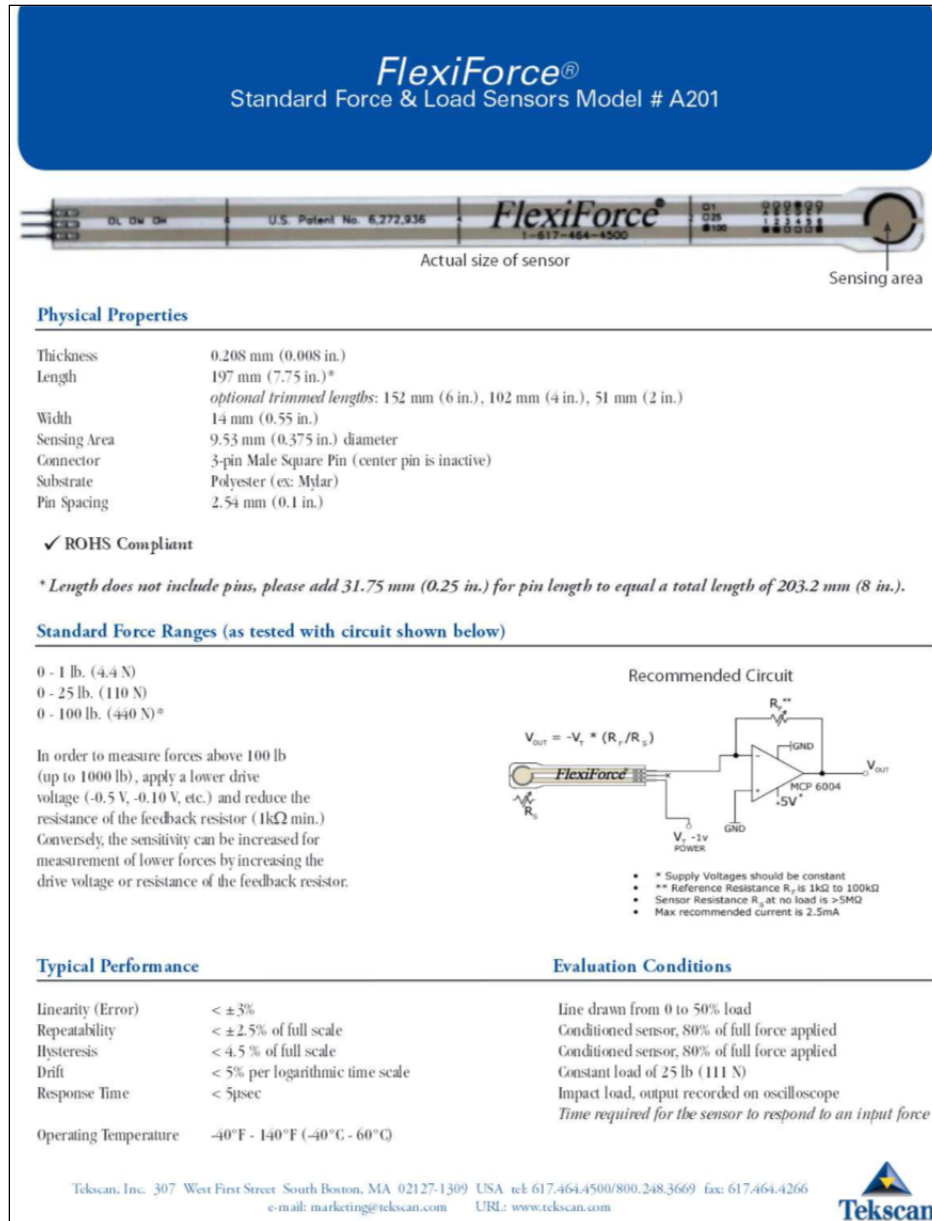 FlexiForce®
Standard Force & Load Sensors Model # A201
U.S. Patent No. 6,272,936
FlexiForce®
1-617-464-4500
Actual size of sensor
Sensing area
Physical Properties
Thickness 0.208 mm (0.008 in.)
Length 197 mm (7.75 in.)*
optional trimmed lengths: 152 mm (6 in.), 102 mm (4 in.), 51 mm (2 in.)
Width 14 mm (0.55 in.)
Sensing Area 9.53 mm (0.375 in.) diameter
Connector 3-pin Male Square Pin (center pin is inactive)
Substrate Polyester (ex: Mylar)
Pin Spacing 2.54 mm (0.1 in.)
✓ ROHS Compliant
* Length does not include pins, please add 31.75 mm (0.25 in.) for pin length to equal a total length of 203.2 mm (8 in.).
Standard Force Ranges (as tested with circuit shown below)
0 - 1 lb. (4.4 N)
0 - 25 lb. (110 N)
0 - 100 lb. (440 N)*
In order to measure forces above 100 lb
(up to 1000 lb), apply a lower drive
voltage (-0.5 V, -0.10 V, etc.) and reduce the
resistance of the feedback resistor (1kΩ min.)
Conversely, the sensitivity can be increased for
measurement of lower forces by increasing the
drive voltage or resistance of the feedback resistor.
Recommended Circuit
RF**
VOUT = -VT * (RF/RS)
GND
VOUT
FlexiForce®
MCP 6004
+5V*
RS
GND
VT -1v
POWER
• * Supply Voltages should be constant
• ** Reference Resistance RF is 1kΩ to 100kΩ
• Sensor Resistance RS at no load is >5MΩ
• Max recommended current is 2.5mA
Typical Performance Evaluation Conditions
Linearity (Error) < ±3% Line drawn from 0 to 50% load
Repeatability < ±2.5% of full scale Conditioned sensor, 80% of full force applied
Hysteresis < 4.5 % of full scale Conditioned sensor, 80% of full force applied
Drift < 5% per logarithmic time scale Constant load of 25 lb (111 N)
Response Time < 5µsec Impact load, output recorded on oscilloscope
Time required for the sensor to respond to an input force
Operating Temperature -40°F - 140°F (-40°C - 60°C)
Tekscan, Inc. 307 West First Street South Boston, MA 02127-1309 USA tel: 617.464.4500/800.248.3669 fax: 617.464.4266
e-mail: marketing@tekscan.com URL: www.tekscan.com
Tekscan